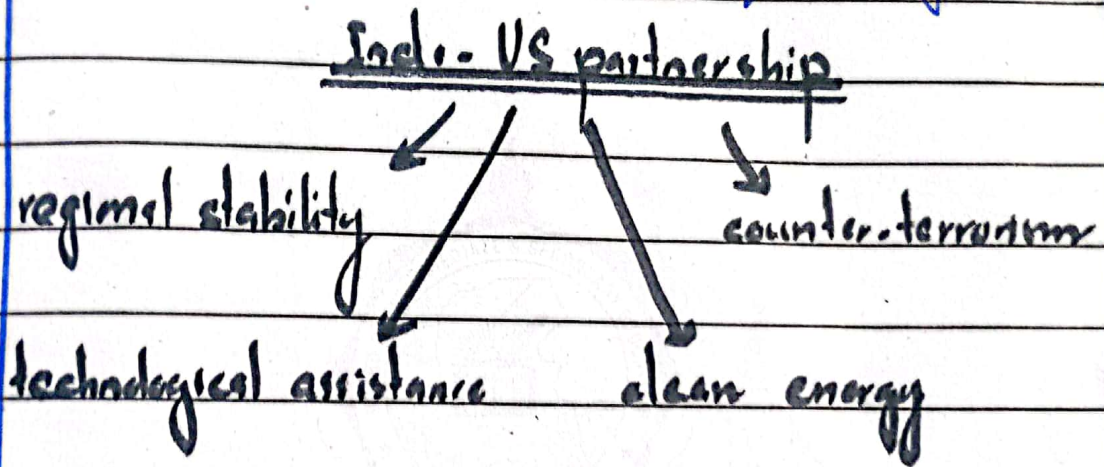 Indo-US partnership
regional stability
counter-terrorism
technological assistance
clean energy